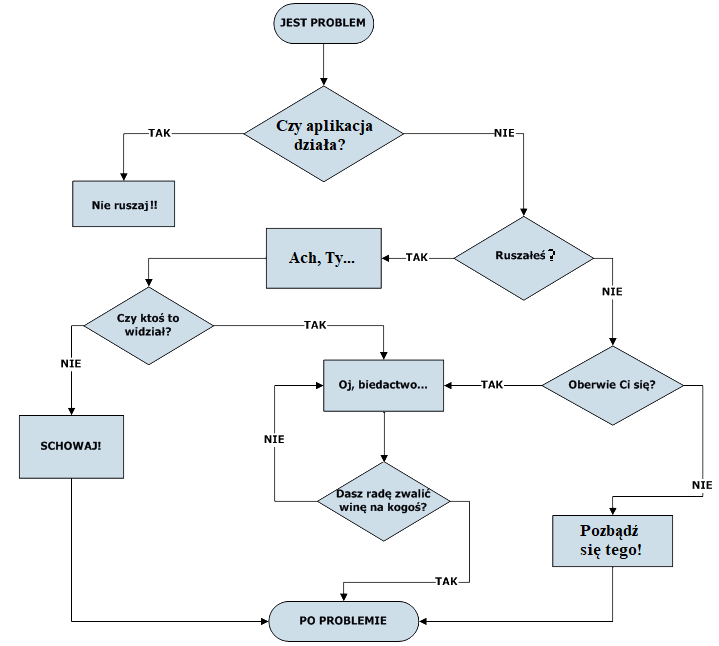 JEST PROBLEM
Czy aplikacja
działa?
TAK
NIE
Nie ruszaj!!
Ruszałeś?
TAK
Ach, Ty...
NIE
Czy ktoś to
widział?
TAK
NIE
Oj, biedactwo...
TAK
Oberwie Ci się?
SCHOWAJ!
NIE
Dasz radę zwalić
winę na kogoś?
NIE
Pozbądź
się tego!
TAK
PO PROBLEMIE